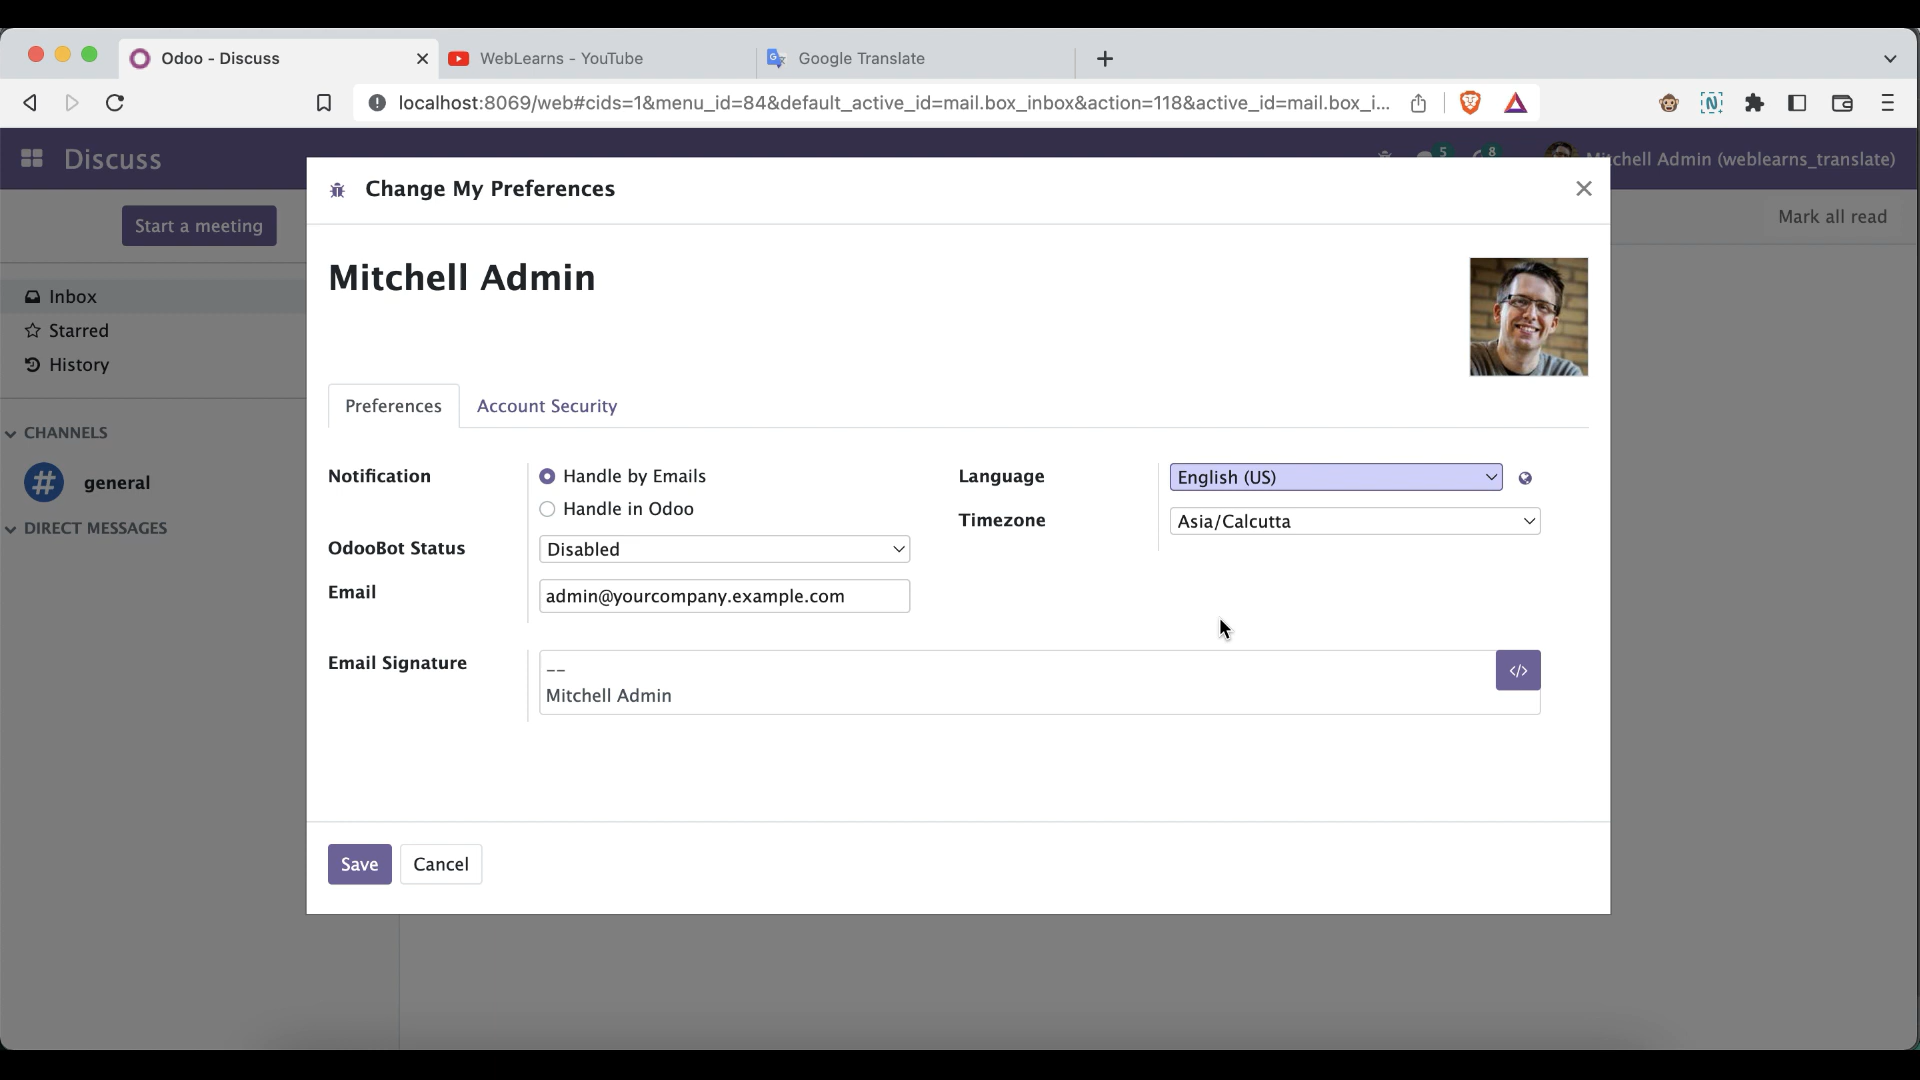 Odoo - Discuss
WebLearns - YouTube
Google Translate
localhost:8069/web#cids=1&menu_id=84&default_active_id=mail.box_inbox&action=118&active_id=mail.box_i...
Discuss
5
8
Mitchell Admin (weblearns_translate)
Change My Preferences
Start a meeting
Mark all read
Mitchell Admin
Inbox
Starred
History
Preferences
Account Security
CHANNELS
general
DIRECT MESSAGES
Notification
Handle by Emails
Handle in Odoo
Language
English (US)
Timezone
Asia/Calcutta
OdooBot Status
Disabled
Email
admin@yourcompany.example.com
Email Signature
--
Mitchell Admin
</>
Save
Cancel